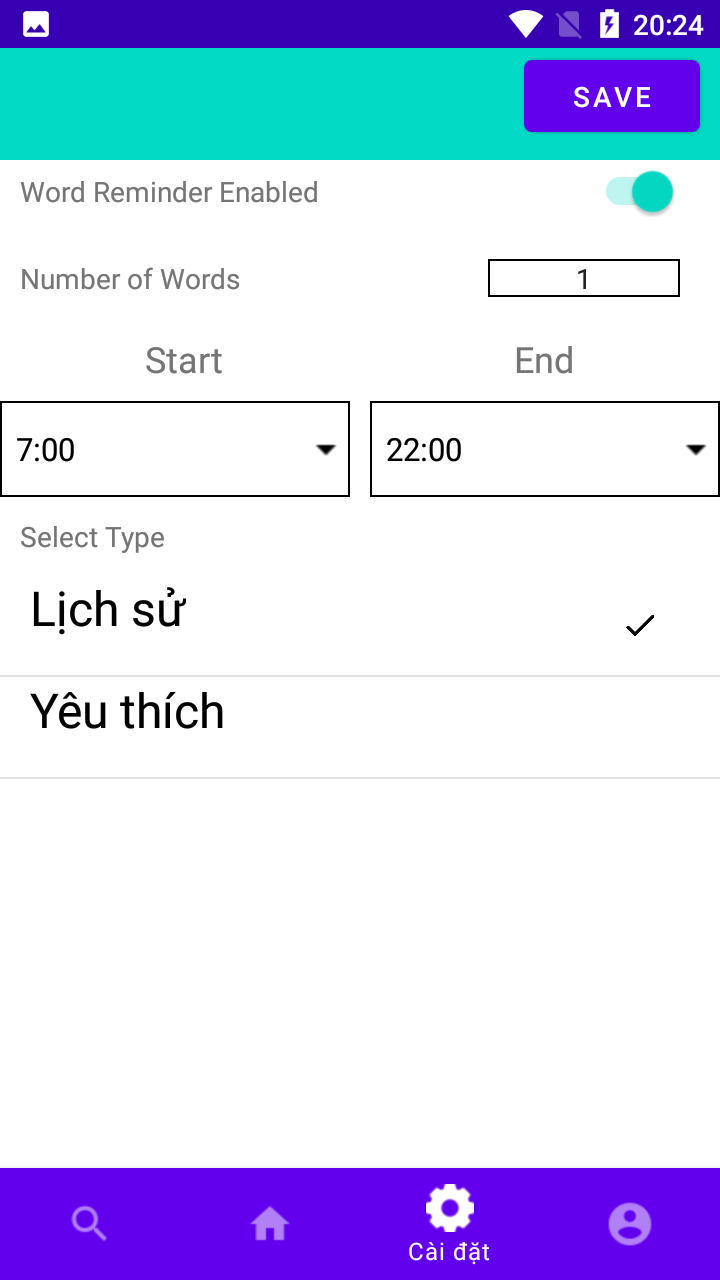 20:24
SAVE
Word Reminder Enabled
Number of Words 1
Start End
7:00 22:00
Select Type
Lịch sử
Yêu thích
Cài đặt